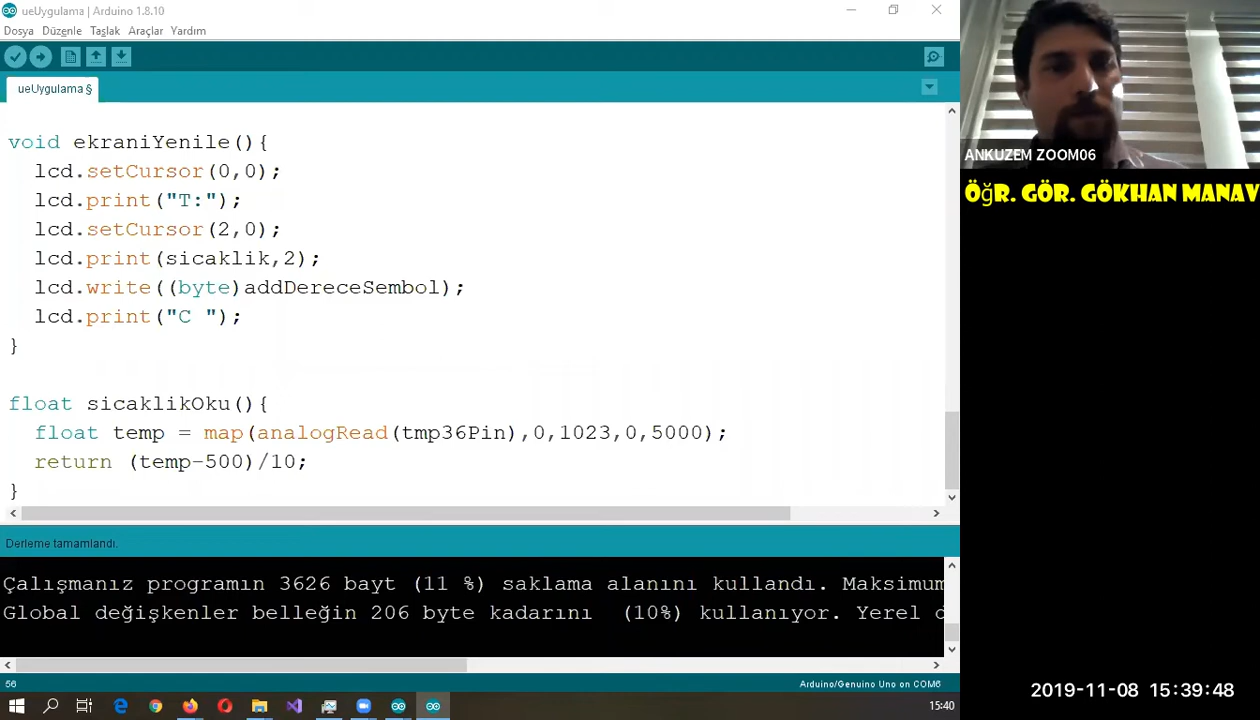 ueUygulama | Arduino 1.8.10
Dosya Düzenle Taslak Araçlar Yardım
ueUygulama §
void ekraniYenile(){
lcd.setCursor(0,0);
lcd.print("T:");
lcd.setCursor(2,0);
lcd.print(sicaklik,2);
lcd.write((byte)addDereceSembol);
lcd.print("C ");
}
float sicaklikOku(){
float temp = map(analogRead(tmp36Pin),0,1023,0,5000);
return (temp-500)/10;
}
Derleme tamamlandı.
Çalışmanız programın 3626 bayt (11 %) saklama alanını kullandı. Maksimum
Global değişkenler belleğin 206 byte kadarını (10%) kullanıyor. Yerel d
56
Arduino/Genuino Uno on COM6
15:40
ANKUZEM ZOOM06
ÖğR. GÖR. GÖKHAN MANAV
2019-11-08 15:39:48